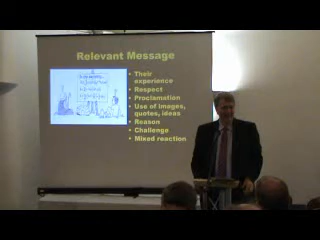 Relevant Message
• Their
experience
• Respect
• Proclamation
• Use of images,
quotes, ideas
• Reason
• Challenge
• Mixed reaction